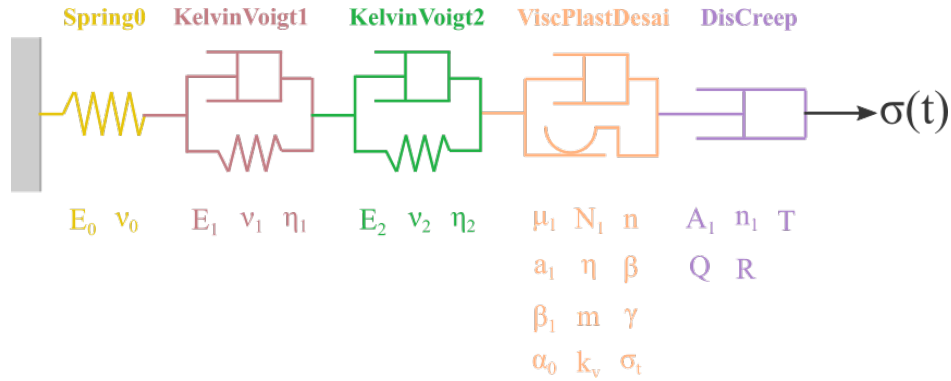 Spring0 KelvinVoigt1 KelvinVoigt2 ViscPlastDesai DisCreep
σ(t)
E₀ ν₀ E₁ ν₁ η₁ E₂ ν₂ η₂ μ₁ N₁ n A₁ n₁ T
a₁ η β Q R
β₁ m γ
α₀ kᵥ σₜ